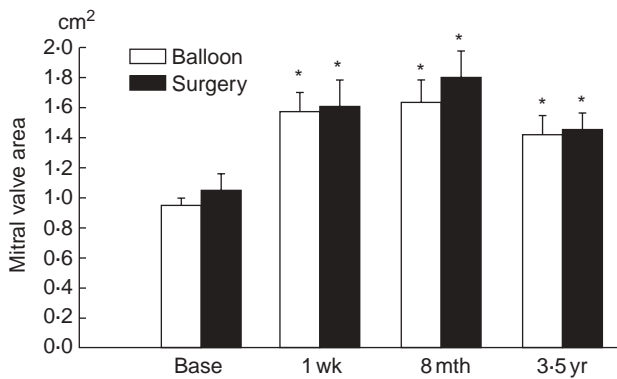 cm²
2·0
1·8
1·6
1·4
1·2
1·0
0·8
0·6
0·4
0·2
0·0
Mitral valve area
Balloon
Surgery
* * * * * *
Base 1 wk 8 mth 3·5 yr